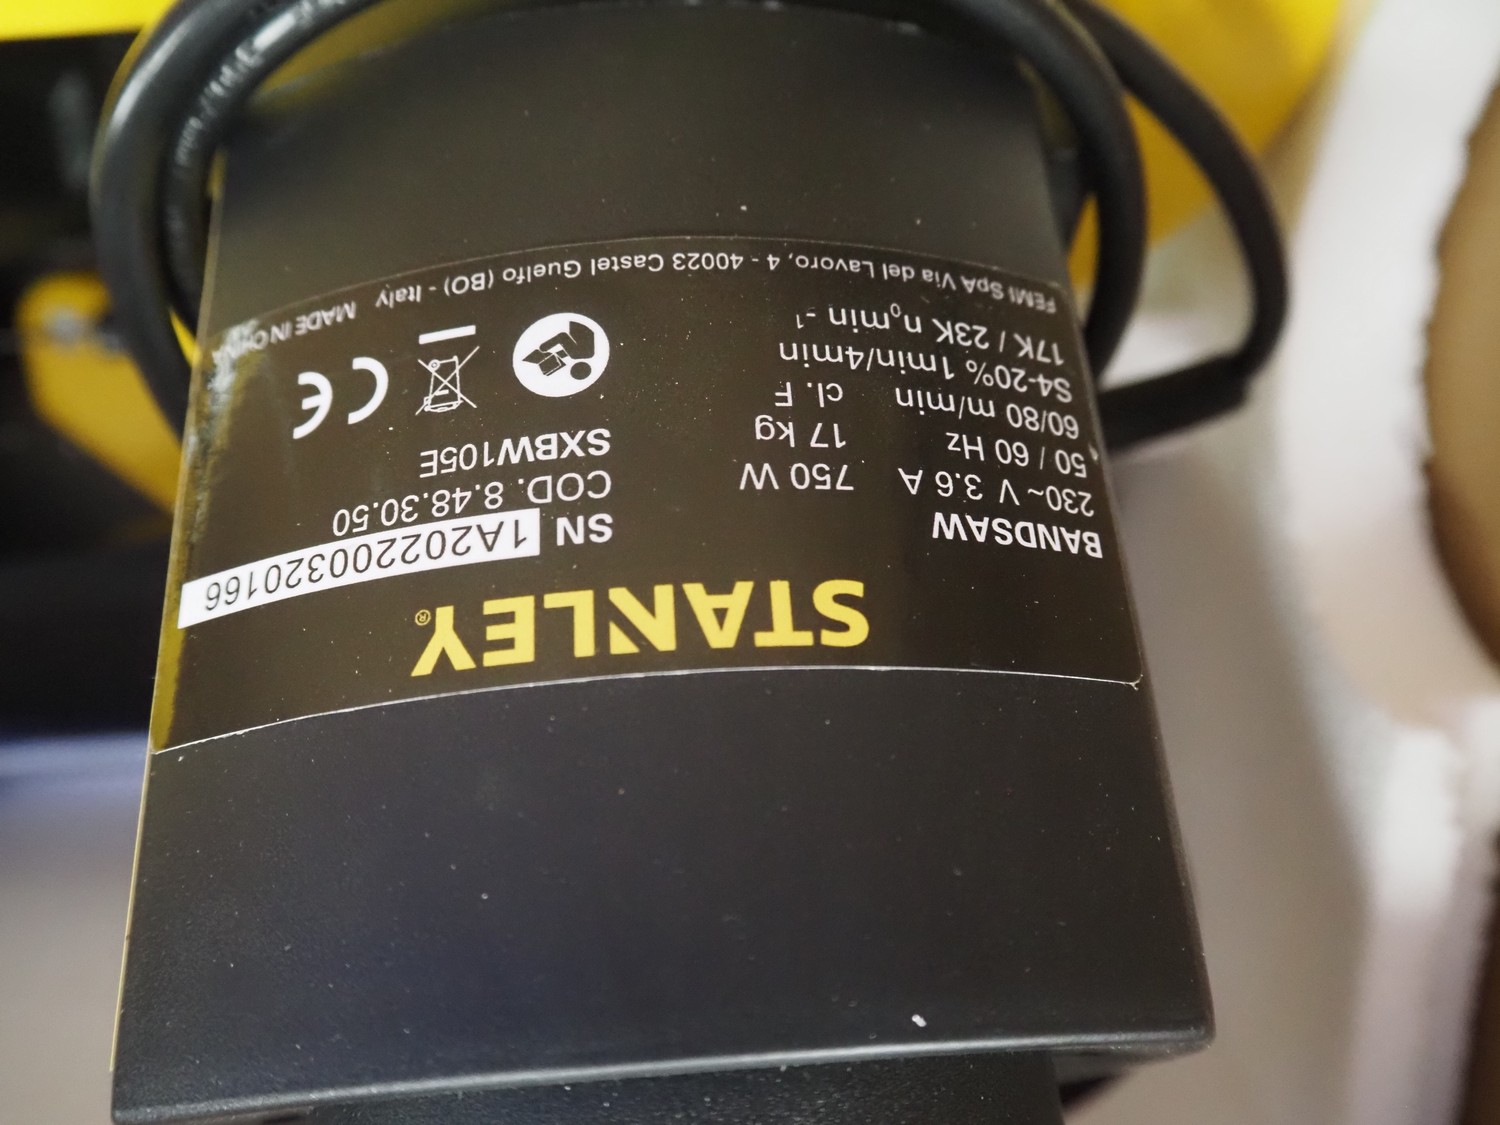 STANLEY®
BANDSAW
230~ V 3.6 A 750 W
50 / 60 Hz 17 kg
60/80 m/min cl. F
S4-20% 1min/4min
17K / 23K n₀min -¹
SN 1A202200320166
COD. 8.48.30.50
SXBW105E
CE
FEMI SpA Via del Lavoro, 4 - 40023 Castel Guelfo (BO) - Italy MADE IN CHINA